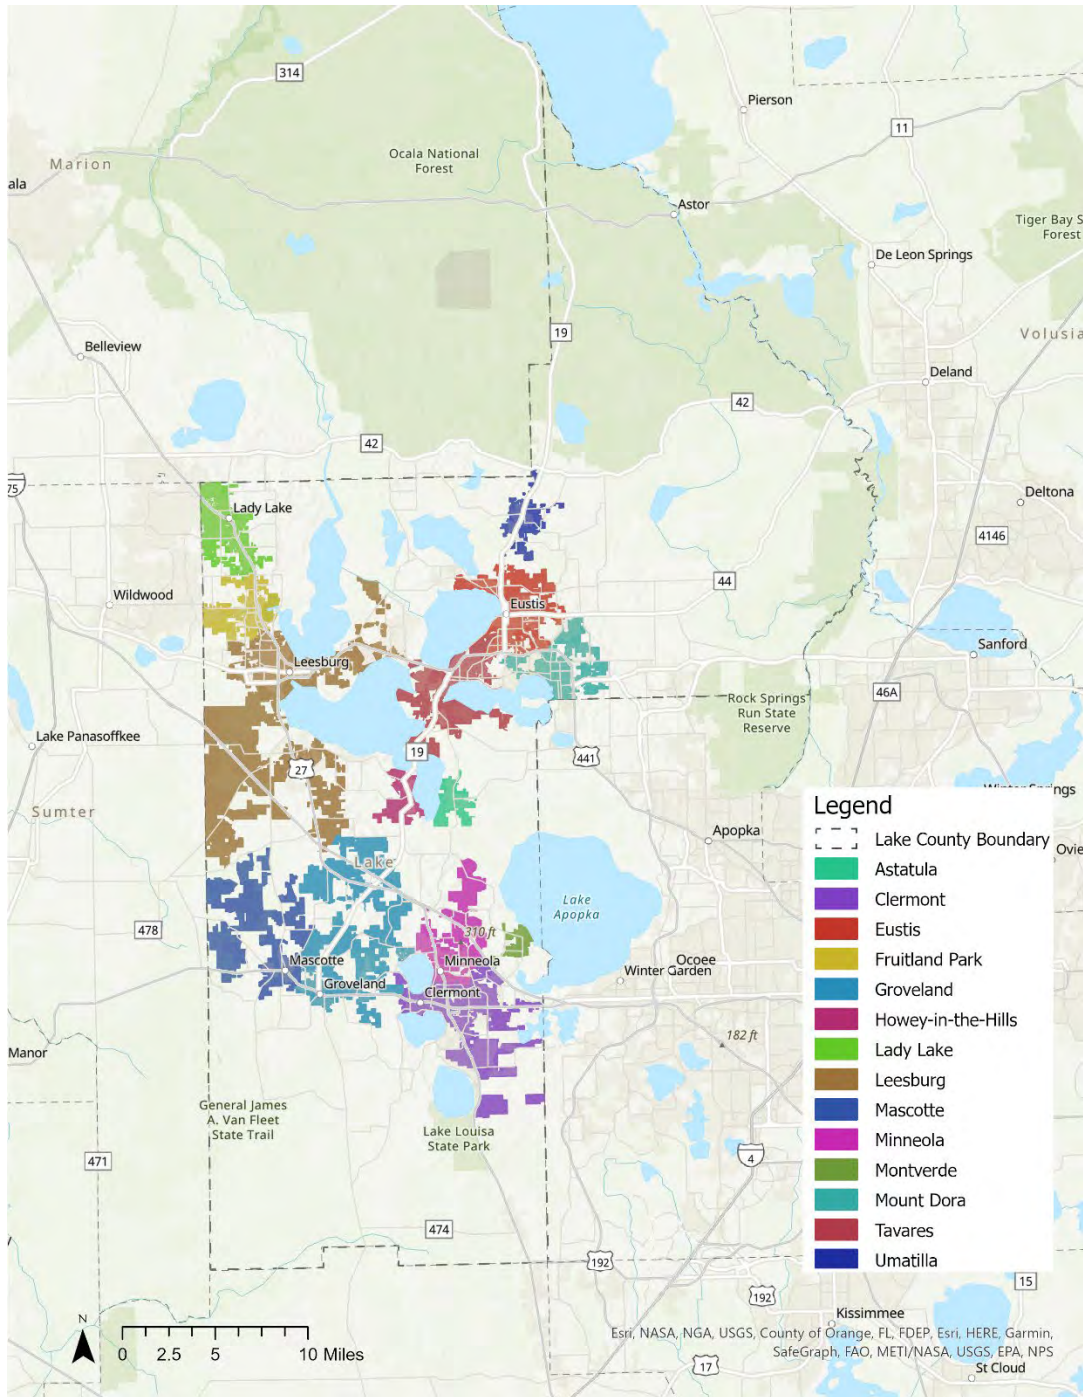 314
Pierson
11
Marion
Ocala National
Forest
ala
Astor
Tiger Bay S
Forest
De Leon Springs
19
Volusia
Belleview
Deland
42
42
75
Lady Lake
Deltona
4146
44
Wildwood
Eustis
Sanford
Leesburg
46A
Rock Springs
Run State
Reserve
Lake Panasoffkee
19
441
27
Sumter
Winter Springs
Apopka
Ovie
Lake
Lake
Apopka
478
310 ft
Mascotte
Minneola
Ocoee
Winter Garden
Groveland
Clermont
182 ft
Manor
General James
A. Van Fleet
State Trail
Lake Louisa
State Park
4
471
474
192
192
15
Kissimmee
17
St Cloud
Legend
Lake County Boundary
Astatula
Clermont
Eustis
Fruitland Park
Groveland
Howey-in-the-Hills
Lady Lake
Leesburg
Mascotte
Minneola
Montverde
Mount Dora
Tavares
Umatilla
N
0 2.5 5 10 Miles
Esri, NASA, NGA, USGS, County of Orange, FL, FDEP, Esri, HERE, Garmin,
SafeGraph, FAO, METI/NASA, USGS, EPA, NPS